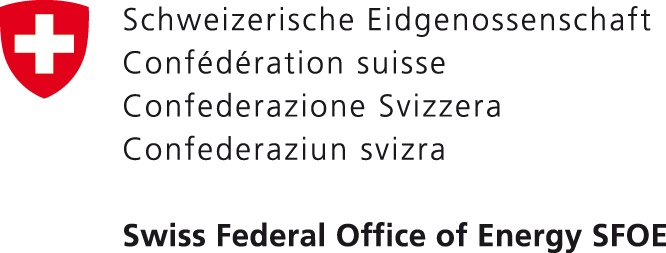 Schweizerische Eidgenossenschaft
Confédération suisse
Confederazione Svizzera
Confederaziun svizra
Swiss Federal Office of Energy SFOE